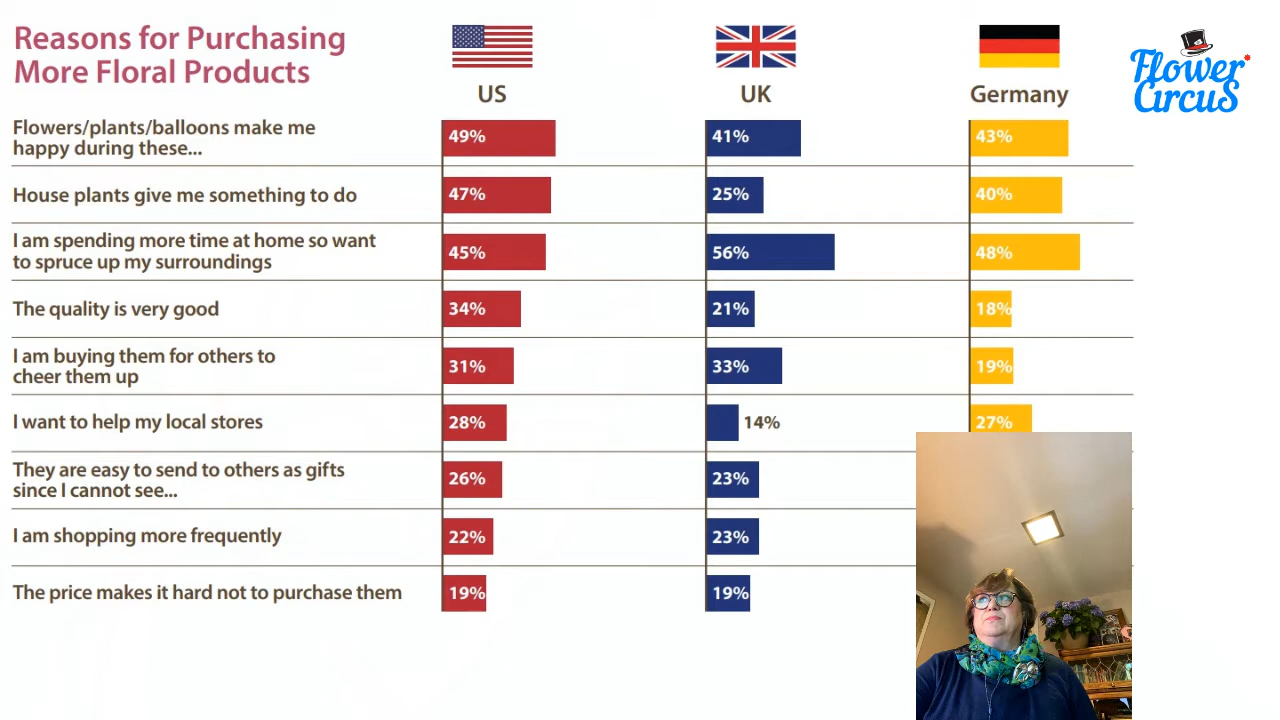 Reasons for Purchasing
More Floral Products
US
UK
Germany
Flower
Circus
Flowers/plants/balloons make me
happy during these...
49%
41%
43%
House plants give me something to do
47%
25%
40%
I am spending more time at home so want
to spruce up my surroundings
45%
56%
48%
The quality is very good
34%
21%
18%
I am buying them for others to
cheer them up
31%
33%
19%
I want to help my local stores
28%
14%
27%
They are easy to send to others as gifts
since I cannot see...
26%
23%
I am shopping more frequently
22%
23%
The price makes it hard not to purchase them
19%
19%